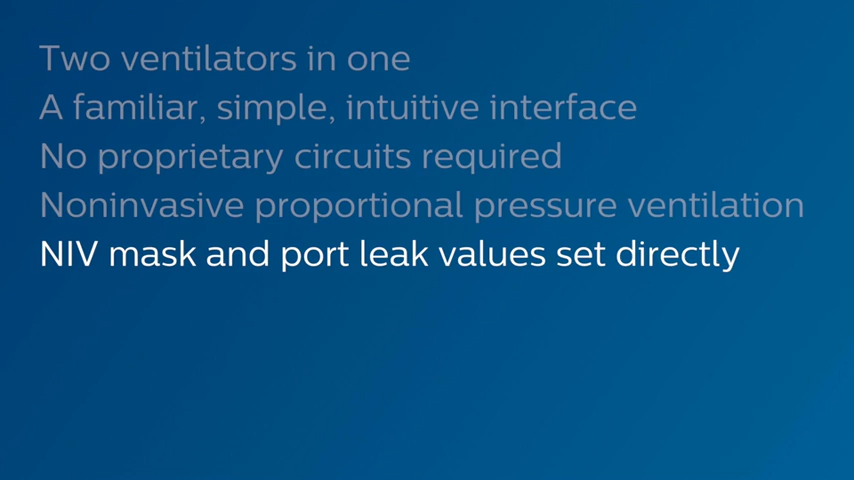 Two ventilators in one
A familiar, simple, intuitive interface
No proprietary circuits required
Noninvasive proportional pressure ventilation
NIV mask and port leak values set directly